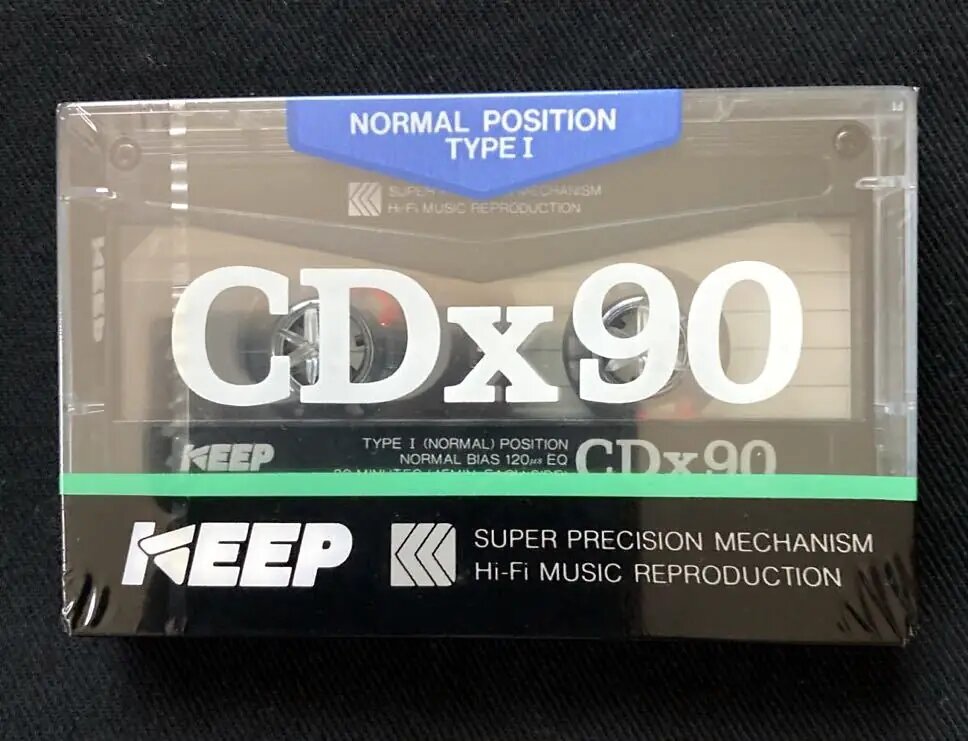 NORMAL POSITION
TYPE I
SUPER MECHANISM
Hi-Fi MUSIC REPRODUCTION
CDx90
KEEP
TYPE I (NORMAL) POSITION
NORMAL BIAS 120μs EQ
CDx90
KEEP
SUPER PRECISION MECHANISM
Hi-Fi MUSIC REPRODUCTION